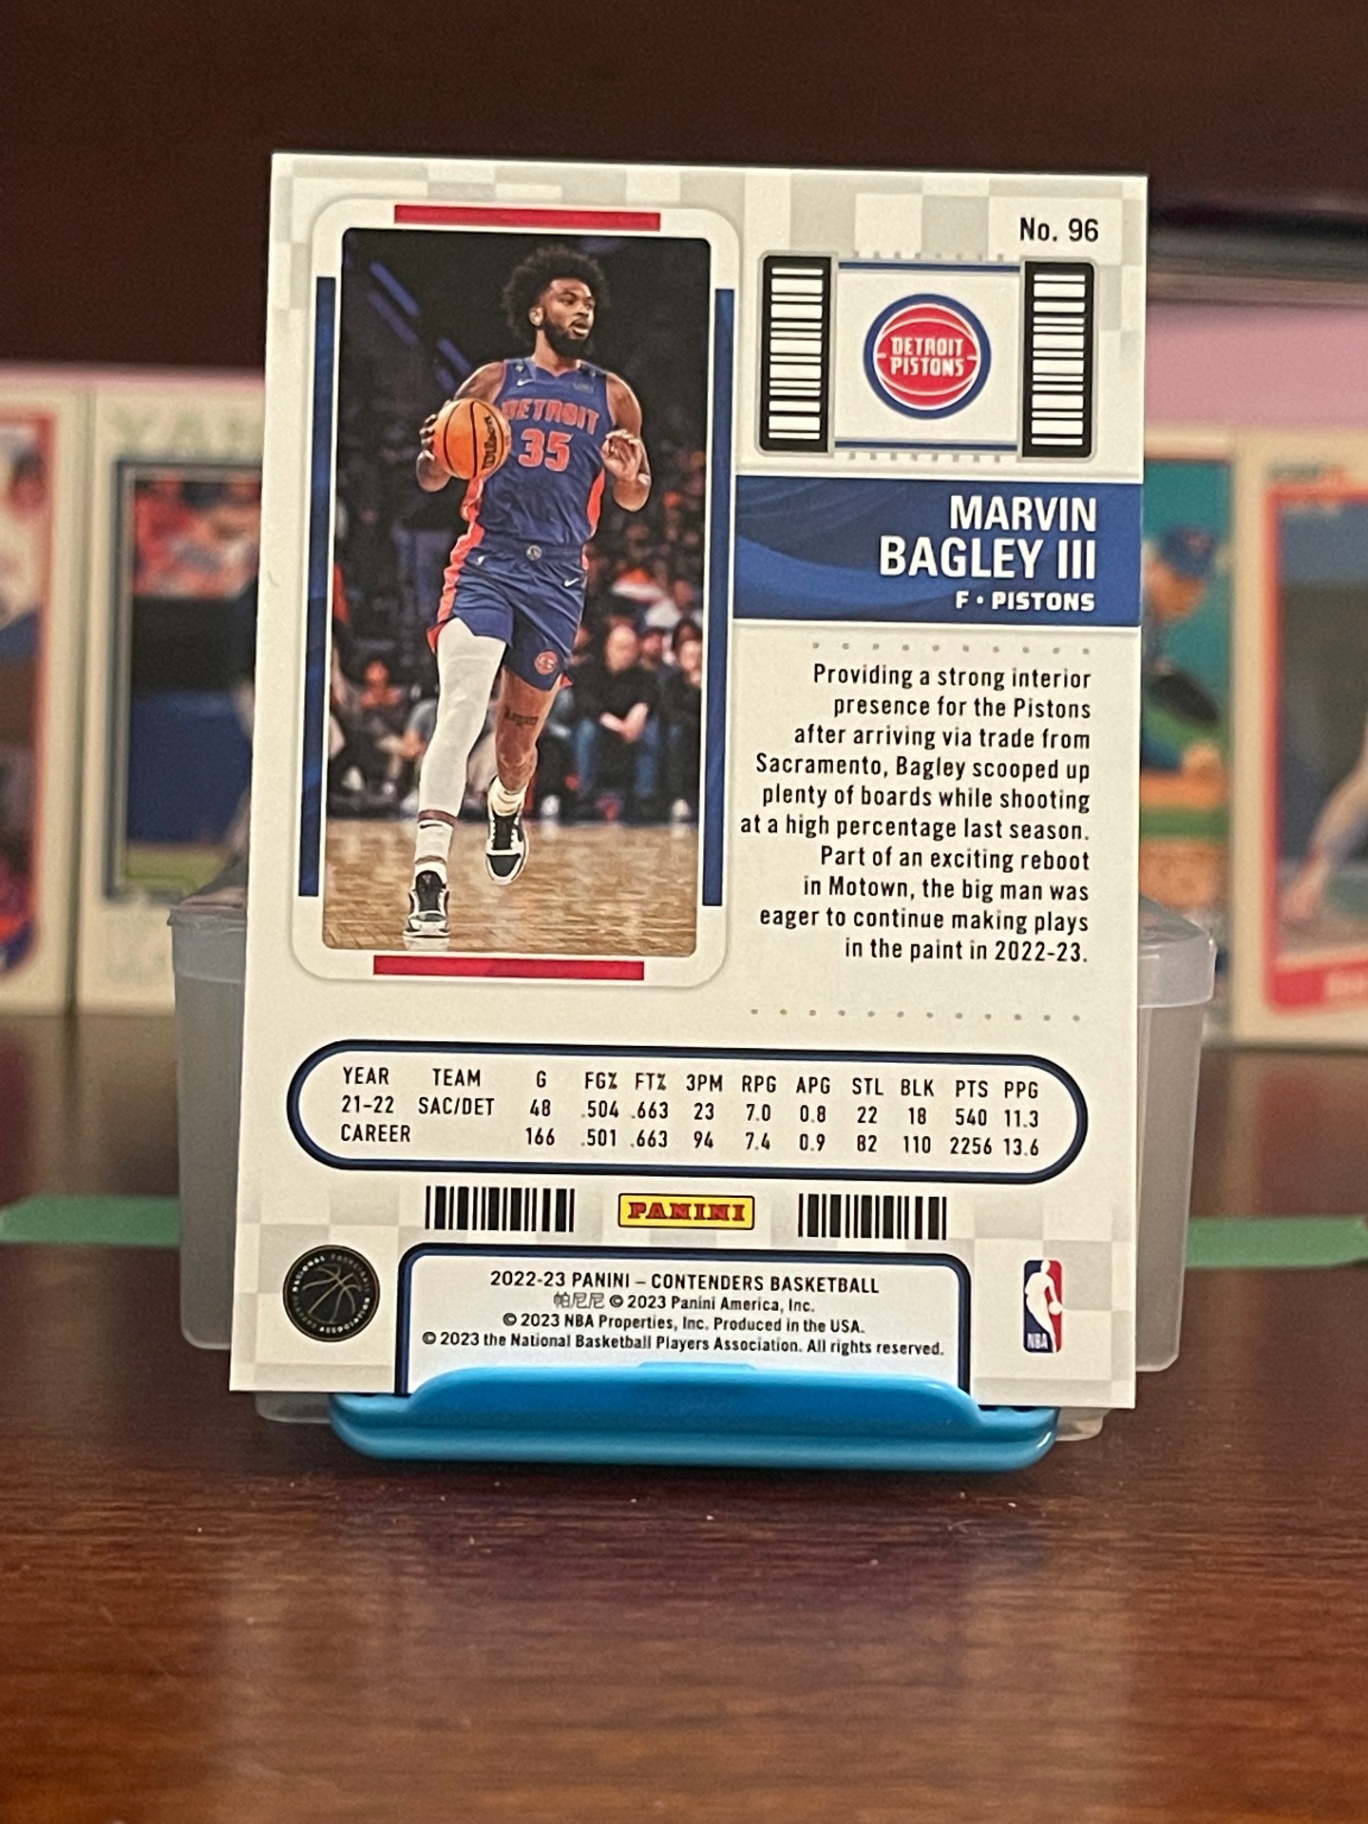 No. 96
DETROIT
PISTONS
DETROIT
35
Wilson
MARVIN
BAGLEY III
F • PISTONS
Providing a strong interior
presence for the Pistons
after arriving via trade from
Sacramento, Bagley scooped up
plenty of boards while shooting
at a high percentage last season.
Part of an exciting reboot
in Motown, the big man was
eager to continue making plays
in the paint in 2022-23.
YEAR TEAM G FG% FT% 3PM RPG APG STL BLK PTS PPG
21-22 SAC/DET 48 .504 .663 23 7.0 0.8 22 18 540 11.3
CAREER 166 .501 .663 94 7.4 0.9 82 110 2256 13.6
PANINI
2022-23 PANINI – CONTENDERS BASKETBALL
帕尼尼 © 2023 Panini America, Inc.
© 2023 NBA Properties, Inc. Produced in the USA.
© 2023 the National Basketball Players Association. All rights reserved.
NBA